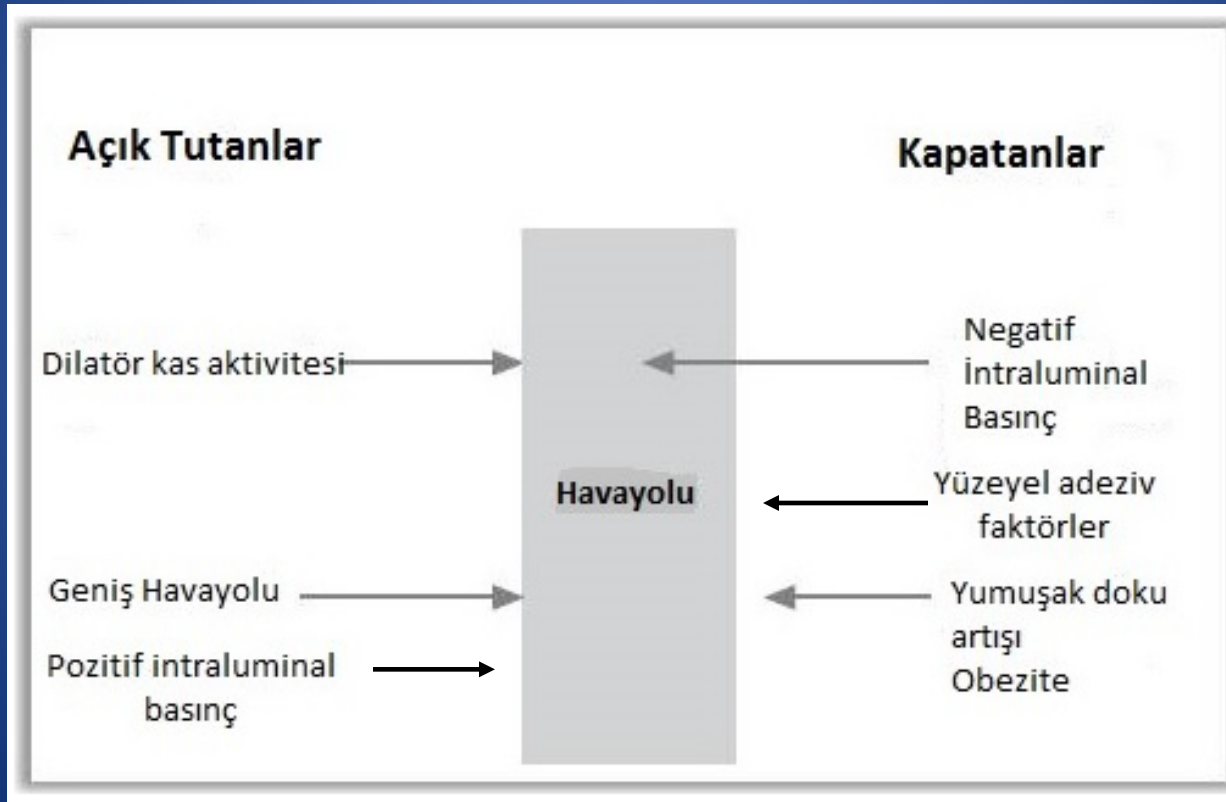 Açık Tutanlar
Kapatanlar
Dilatör kas aktivitesi
Negatif
İntraluminal
Basınç
Havayolu
Yüzeyel adeziv
faktörler
Geniş Havayolu
Yumuşak doku
artışı
Obezite
Pozitif intraluminal
basınç